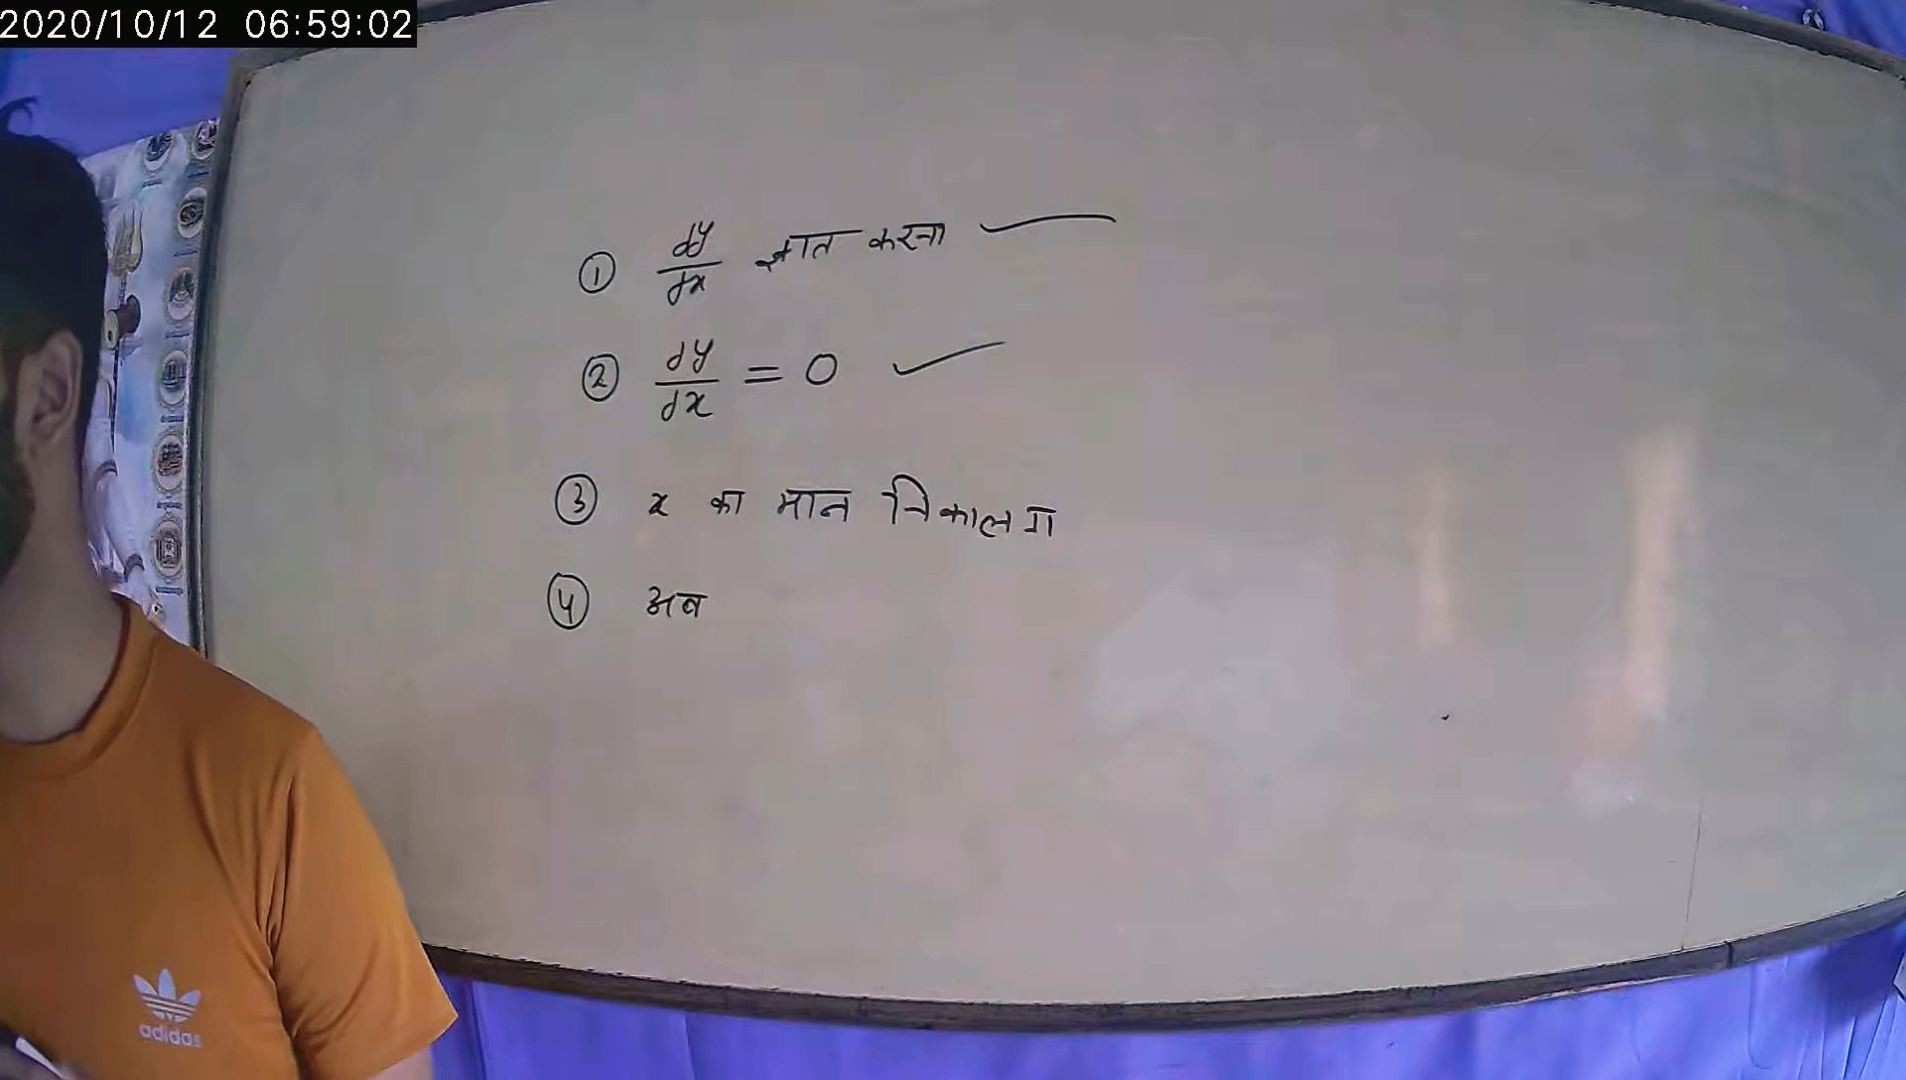 2020/10/12 06:59:02
① dy/dx ज्ञात करना
② dy/dx = 0
③ x का मान निकालना
④ अब
adidas